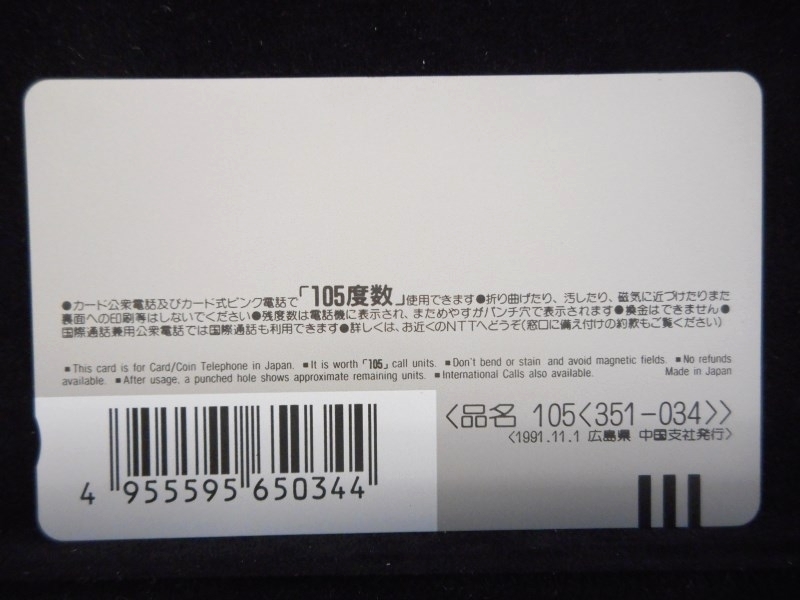 ●カード公衆電話及びカード式ピンク電話で「105度数」使用できます●折り曲げたり、汚したり、磁気に近づけたりまた
裏面への印刷等はしないでください●残度数は電話機に表示され、まためやすがパンチ穴で表示されます●換金はできません●
国際通話兼用公衆電話では国際通話も利用できます●詳しくは、お近くのNTTへどうぞ(窓口に備え付けの約款もご覧ください)
■This card is for Card/Coin Telephone in Japan. ■It is worth「105」call units. ■Don't bend or stain and avoid magnetic fields. ■No refunds
available. ■After usage, a punched hole shows approximate remaining units. ■International Calls also available. Made in Japan
〈品名 105〈351-034〉〉
〈1991.11.1 広島県 中国支社発行〉
4 955595 650344